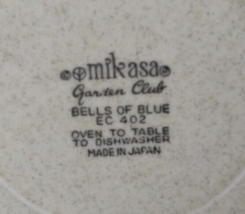 mikasa
Garden Club
BELLS OF BLUE
EC 402
OVEN TO TABLE
TO DISHWASHER
MADE IN JAPAN